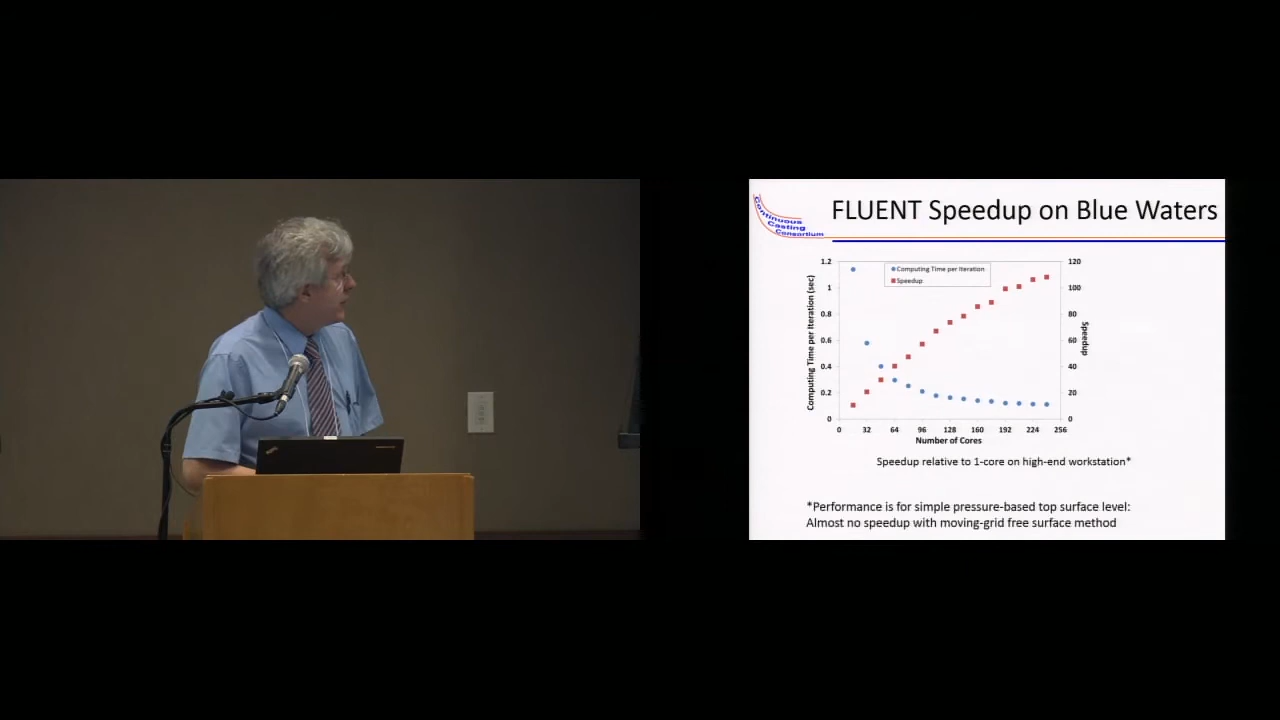 Continuous
Casting
Consortium
FLUENT Speedup on Blue Waters
Computing Time per Iteration (sec)
1.2
1
0.8
0.6
0.4
0.2
0
Computing Time per Iteration
Speedup
120
100
80
60
40
20
0
Speedup
0 32 64 96 128 160 192 224 256
Number of Cores
Speedup relative to 1-core on high-end workstation*
*Performance is for simple pressure-based top surface level:
Almost no speedup with moving-grid free surface method